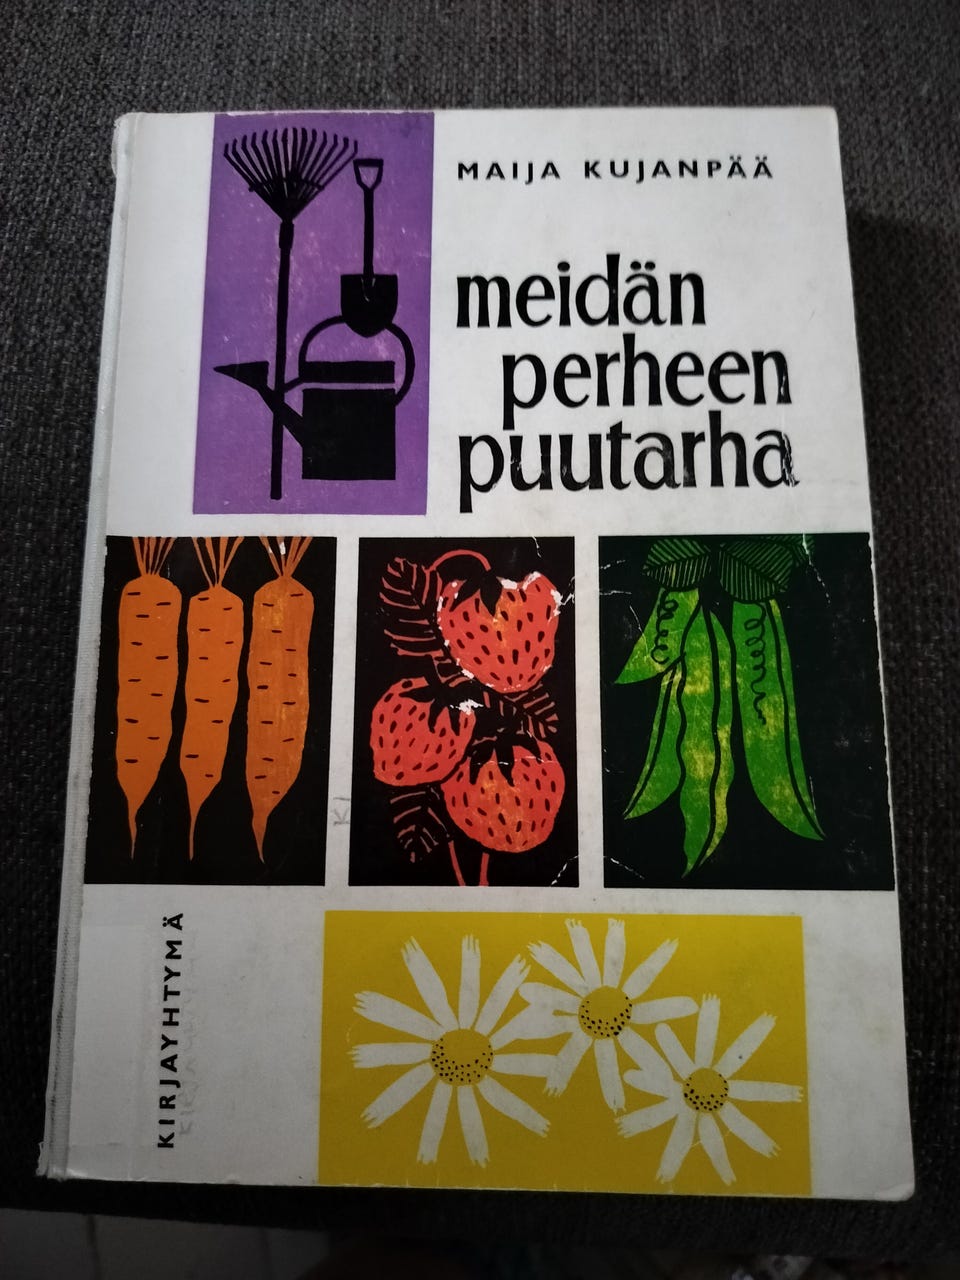 MAIJA KUJANPÄÄ
meidän
perheen
puutarha
KIRJAYHTYMÄ